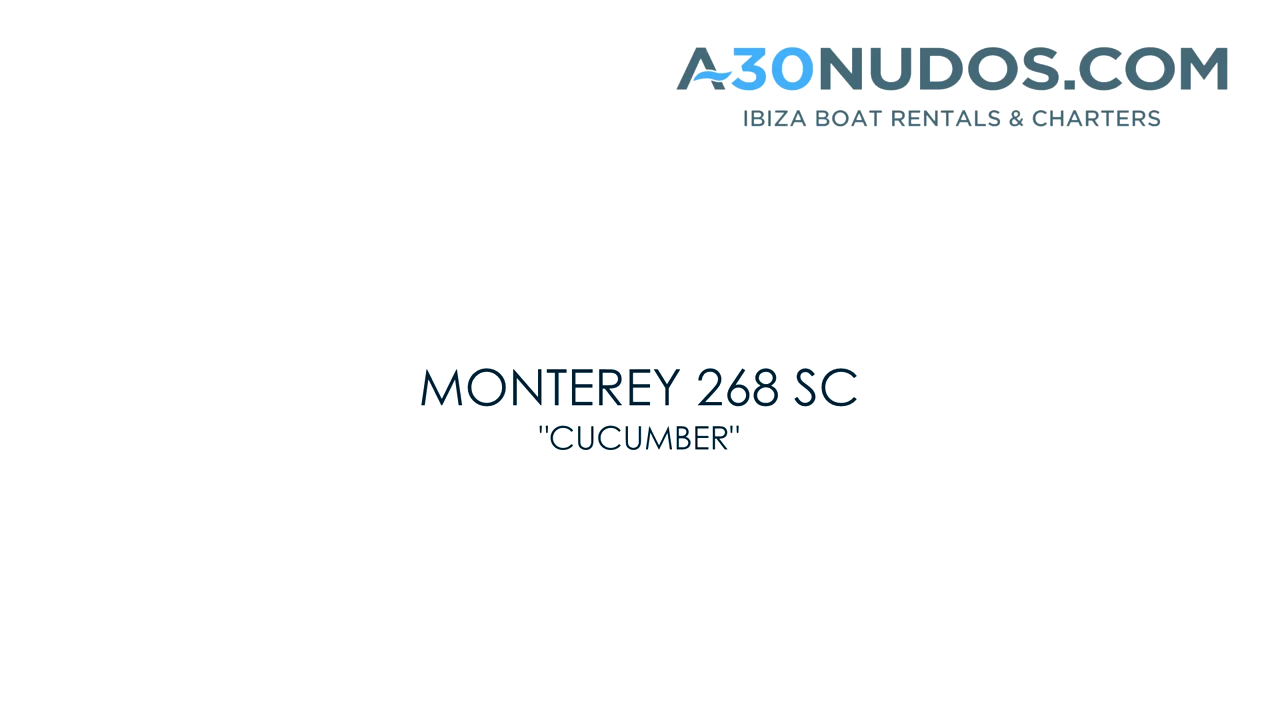 A30NUDOS.COM
IBIZA BOAT RENTALS & CHARTERS
MONTEREY 268 SC
"CUCUMBER"